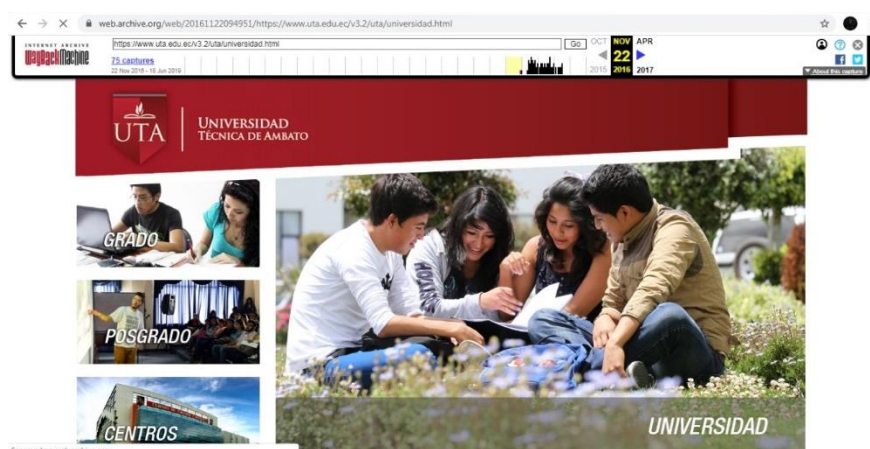 web.archive.org/web/20161122094951/https://www.uta.edu.ec/v3.2/uta/universidad.html
INTERNET ARCHIVE
WayBackMachine
https://www.uta.edu.ec/v3.2/uta/universidad.html
Go
OCT NOV APR
75 captures
22
22 Nov 2016 - 15 Jun 2019
2015 2016 2017
About this capture
UTA
UNIVERSIDAD
TÉCNICA DE AMBATO
GRADO
POSGRADO
CENTROS
UNIVERSIDAD